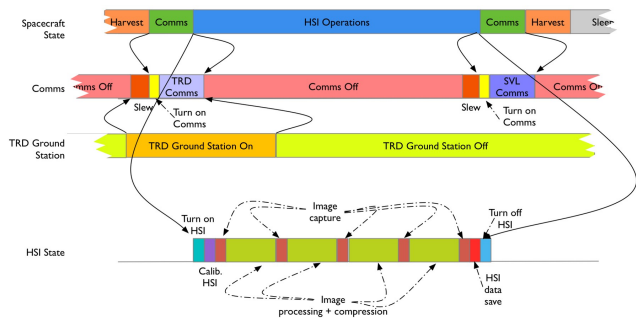 Spacecraft
State
Harvest
Comms
HSI Operations
Comms
Harvest
Sleep
Comms
mms Off
TRD
Comms
Comms Off
SVL
Comms
Comms On
Slew
Turn on
Comms
Slew
Turn on
Comms
TRD Ground
Station
TRD Ground Station On
TRD Ground Station Off
Turn on
HSI
Image
capture
Turn off
HSI
HSI State
Calib.
HSI
Image
processing + compression
HSI
data
save